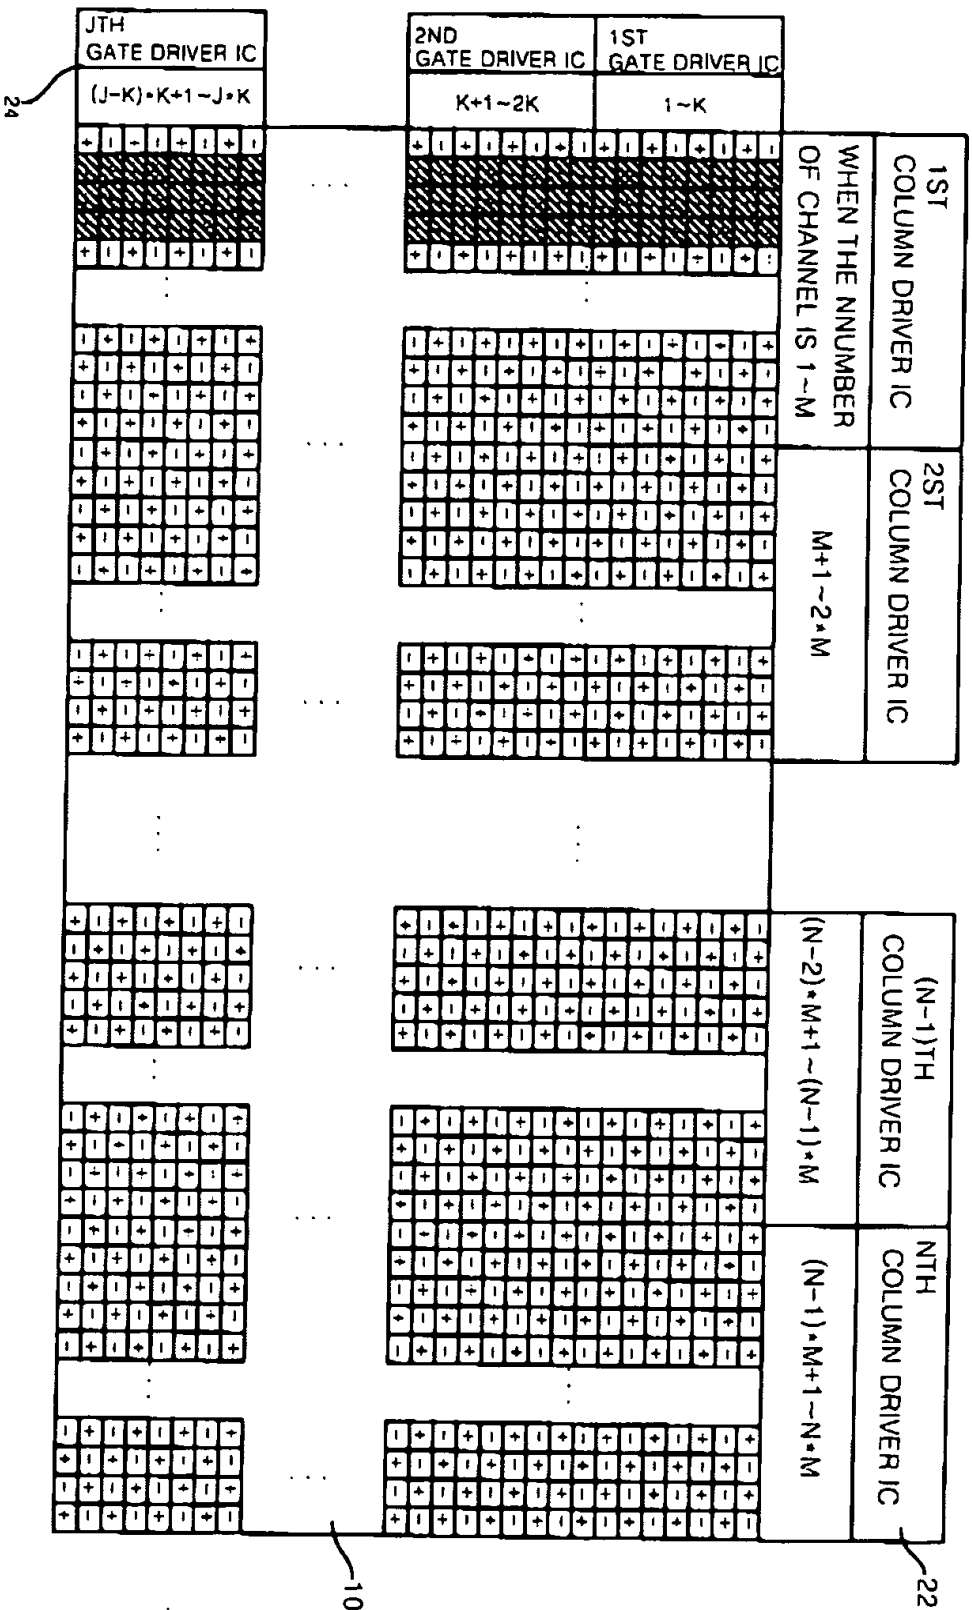 1ST
COLUMN DRIVER IC
2ST
COLUMN DRIVER IC
(N-1)TH
COLUMN DRIVER IC
NTH
COLUMN DRIVER IC
22
WHEN THE NNUMBER
OF CHANNEL IS 1~M
M+1~2*M
(N-2)*M+1~(N-1)*M
(N-1)*M+1~N*M
1ST
GATE DRIVER IC
1~K
2ND
GATE DRIVER IC
K+1~2K
JTH
GATE DRIVER IC
(J-K)*K+1~J*K
24
10